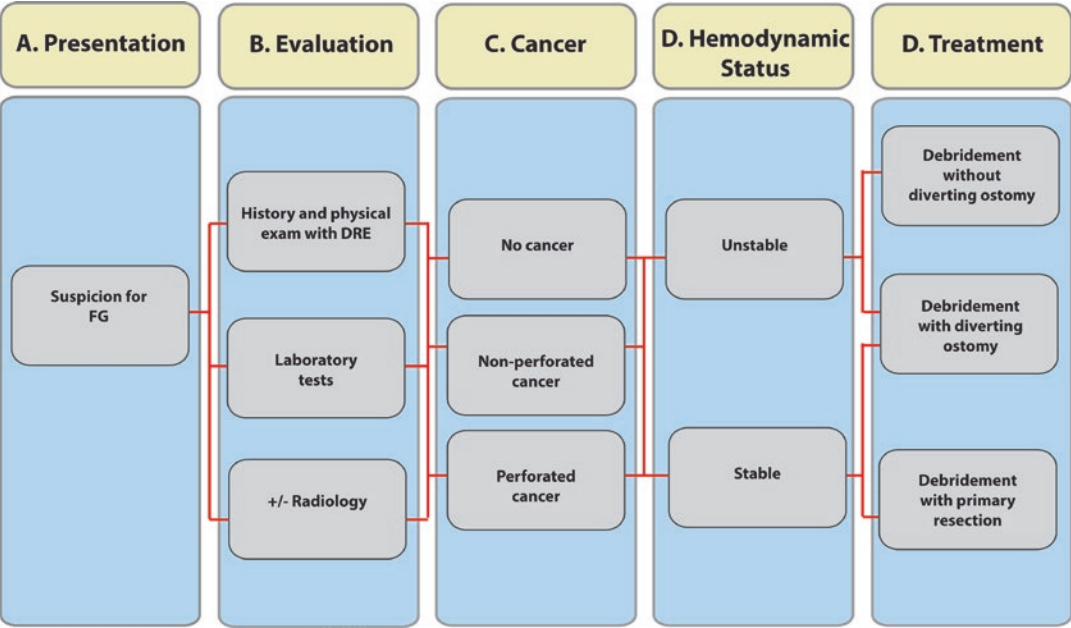 A. Presentation
B. Evaluation
C. Cancer
D. Hemodynamic
Status
D. Treatment
Suspicion for
FG
History and physical
exam with DRE
Laboratory
tests
+/- Radiology
No cancer
Non-perforated
cancer
Perforated
cancer
Unstable
Stable
Debridement
without
diverting ostomy
Debridement
with diverting
ostomy
Debridement
with primary
resection